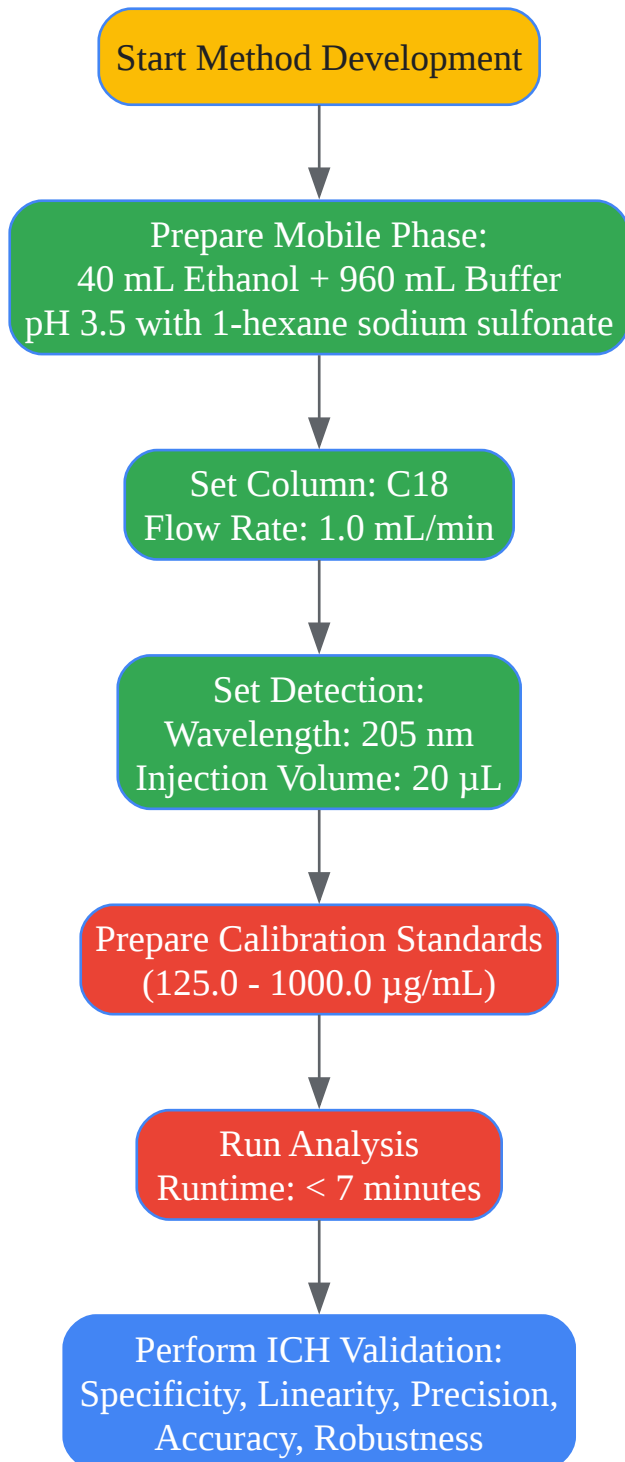 Start Method Development
Prepare Mobile Phase:
40 mL Ethanol + 960 mL Buffer
pH 3.5 with 1-hexane sodium sulfonate
Set Column: C18
Flow Rate: 1.0 mL/min
Set Detection:
Wavelength: 205 nm
Injection Volume: 20 µL
Prepare Calibration Standards
(125.0 - 1000.0 µg/mL)
Run Analysis
Runtime: < 7 minutes
Perform ICH Validation:
Specificity, Linearity, Precision,
Accuracy, Robustness